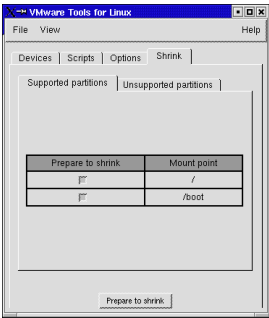 VMware Tools for Linux
File View Help
Devices Scripts Options Shrink
Supported partitions Unsupported partitions
Prepare to shrink Mount point
/
/boot
Prepare to shrink